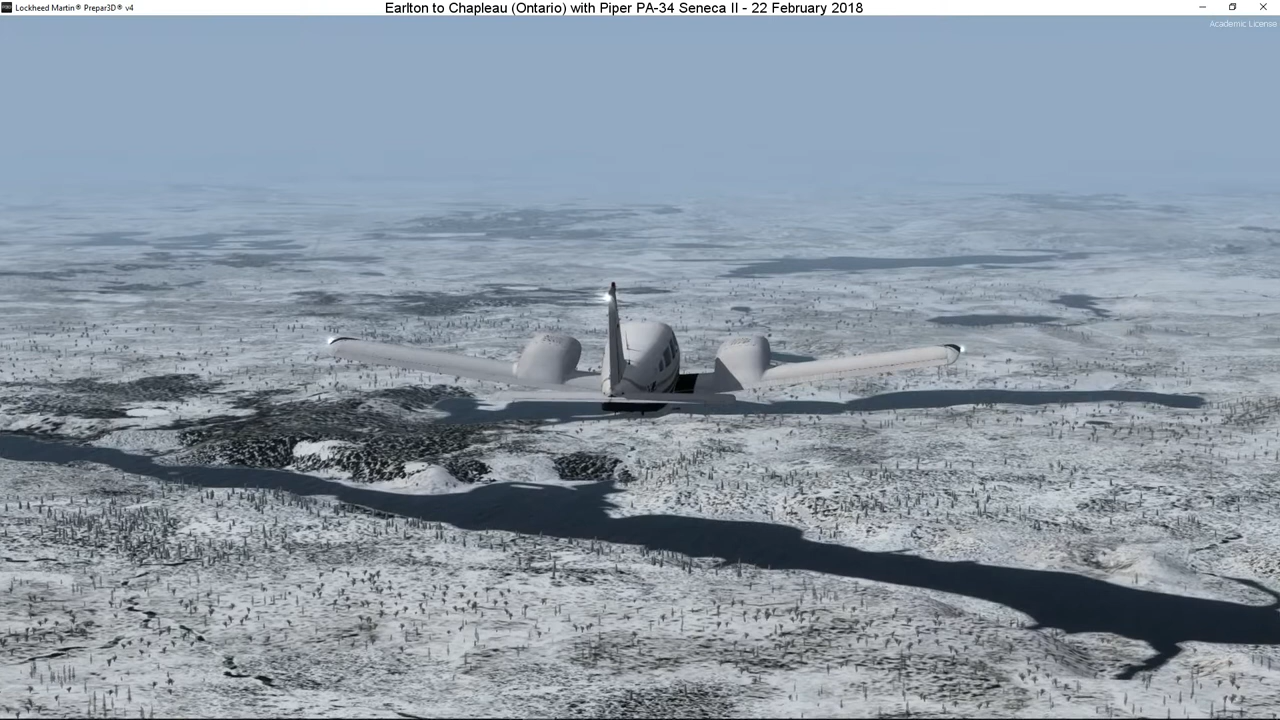 Lockheed Martin® Prepar3D® v4
Earlton to Chapleau (Ontario) with Piper PA-34 Seneca II - 22 February 2018
Academic License